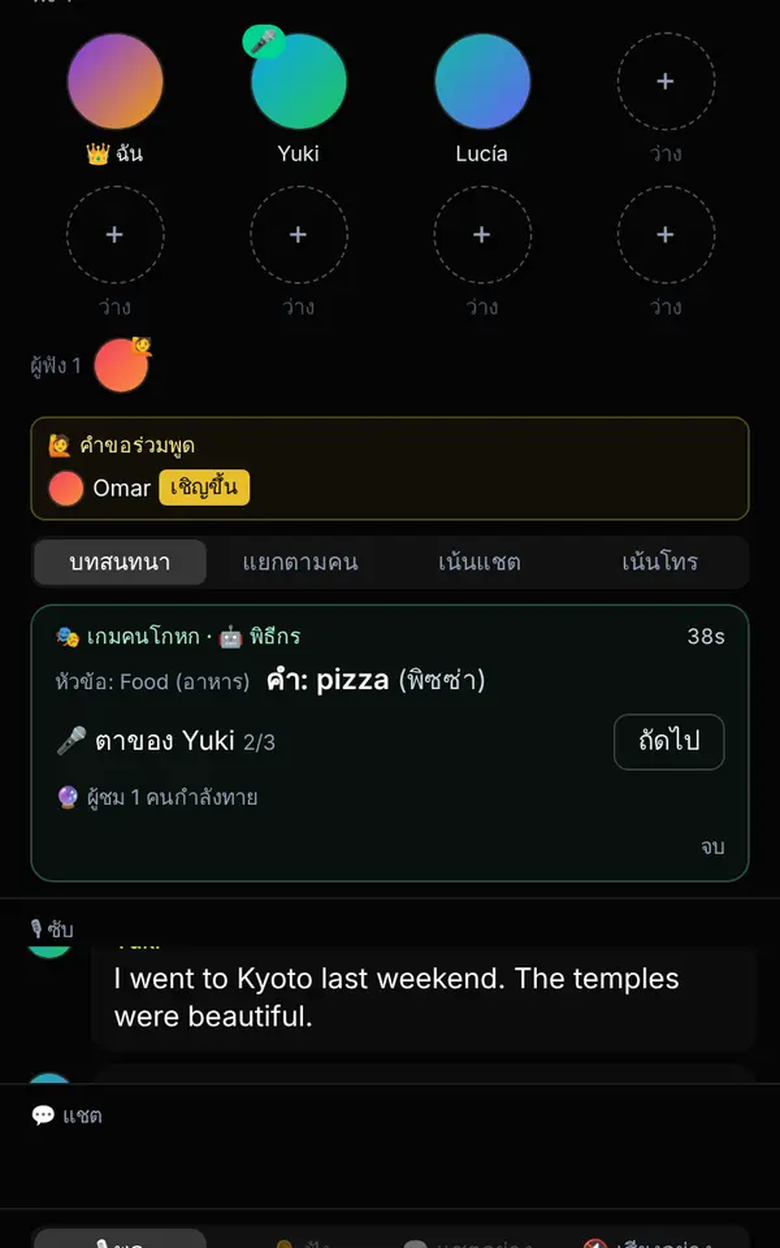 👑 ฉัน
Yuki
Lucía
+
ว่าง
+
+
+
+
ว่าง
ว่าง
ว่าง
ว่าง
ผู้ฟัง 1
🙋 คำขอร่วมพูด
Omar เชิญขึ้น
บทสนทนา แยกตามคน เน้นแชต เน้นโทร
🎭 เกมคนโกหก · 🤖 พิธีกร 38s
หัวข้อ: Food (อาหาร) คำ: pizza (พิซซ่า)
🎤 ตาของ Yuki 2/3 ถัดไป
🔮 ผู้ชม 1 คนกำลังทาย
จบ
🎙 ซับ
Yuki
I went to Kyoto last weekend. The temples
were beautiful.
💬 แชต